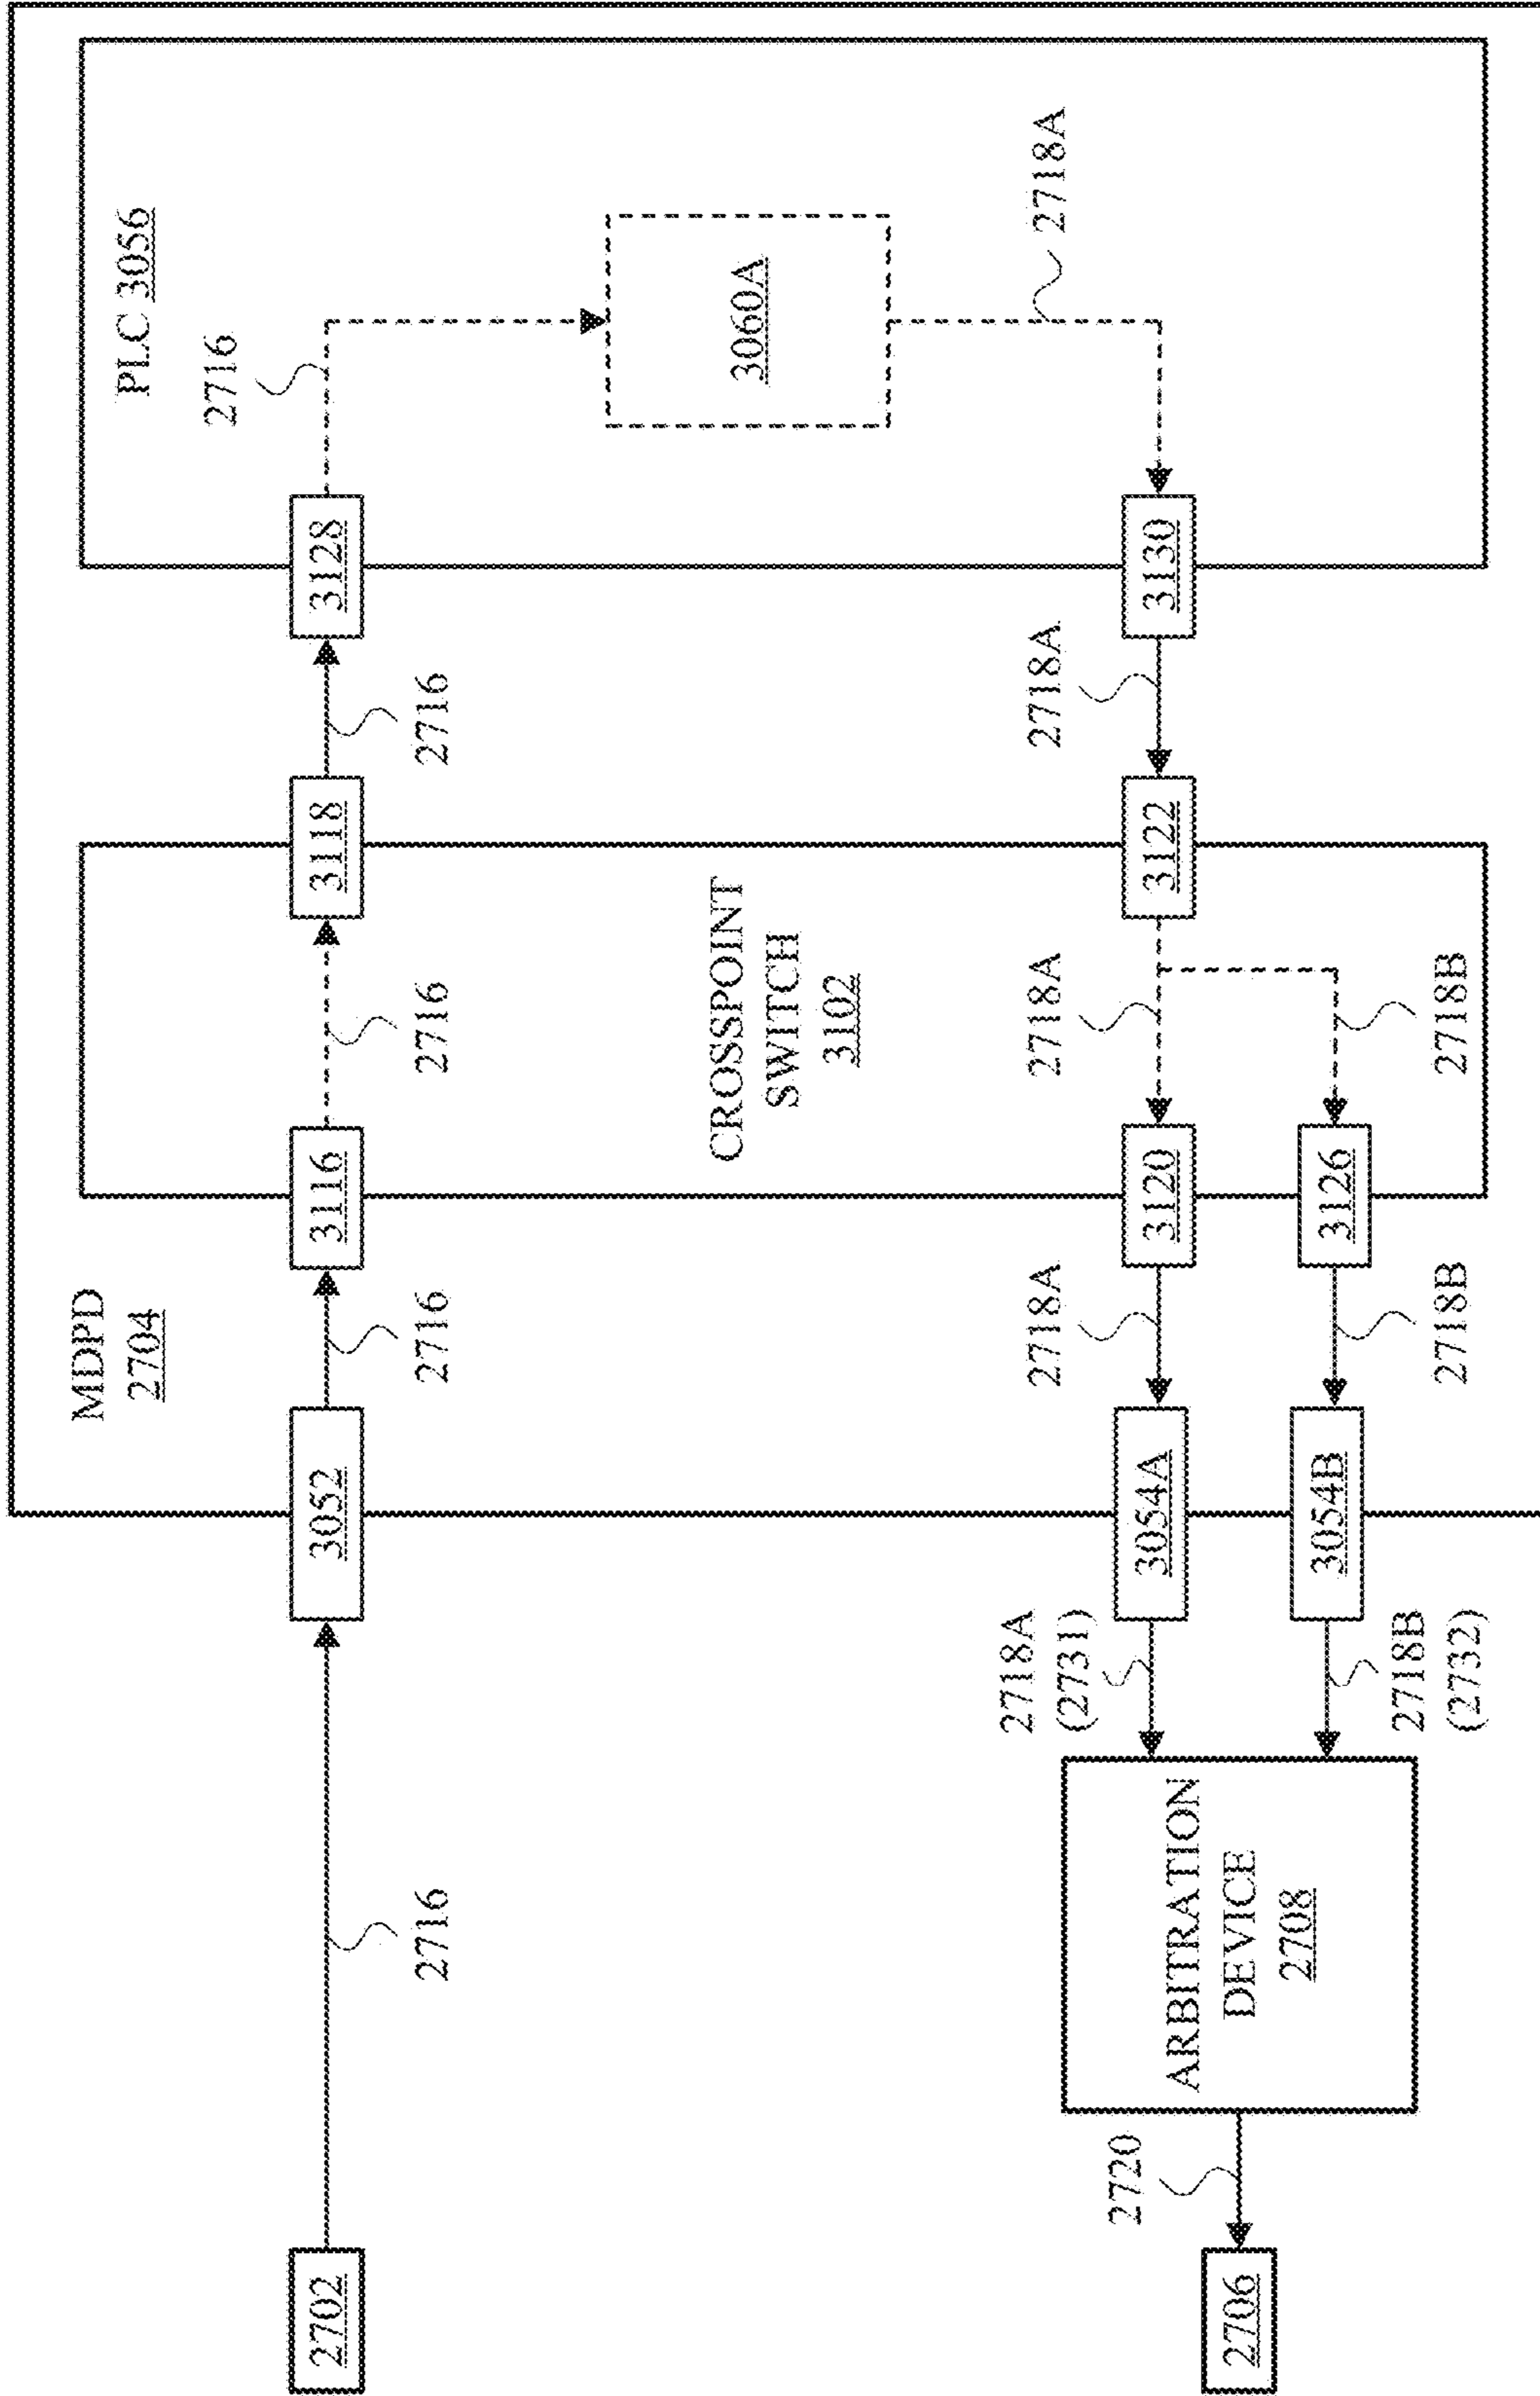 MDPD
2704
PLC 3056
2716
2702
2716
3052
2716
3116
2716
3118
2716
3128
3060A
2718A
CROSSPOINT
SWITCH
3102
2706
2720
ARBITRATION
DEVICE
2708
2718A
(2731)
3054A
2718A
3120
2718A
3122
2718A
3130
2718B
(2732)
3054B
2718B
3126
2718B